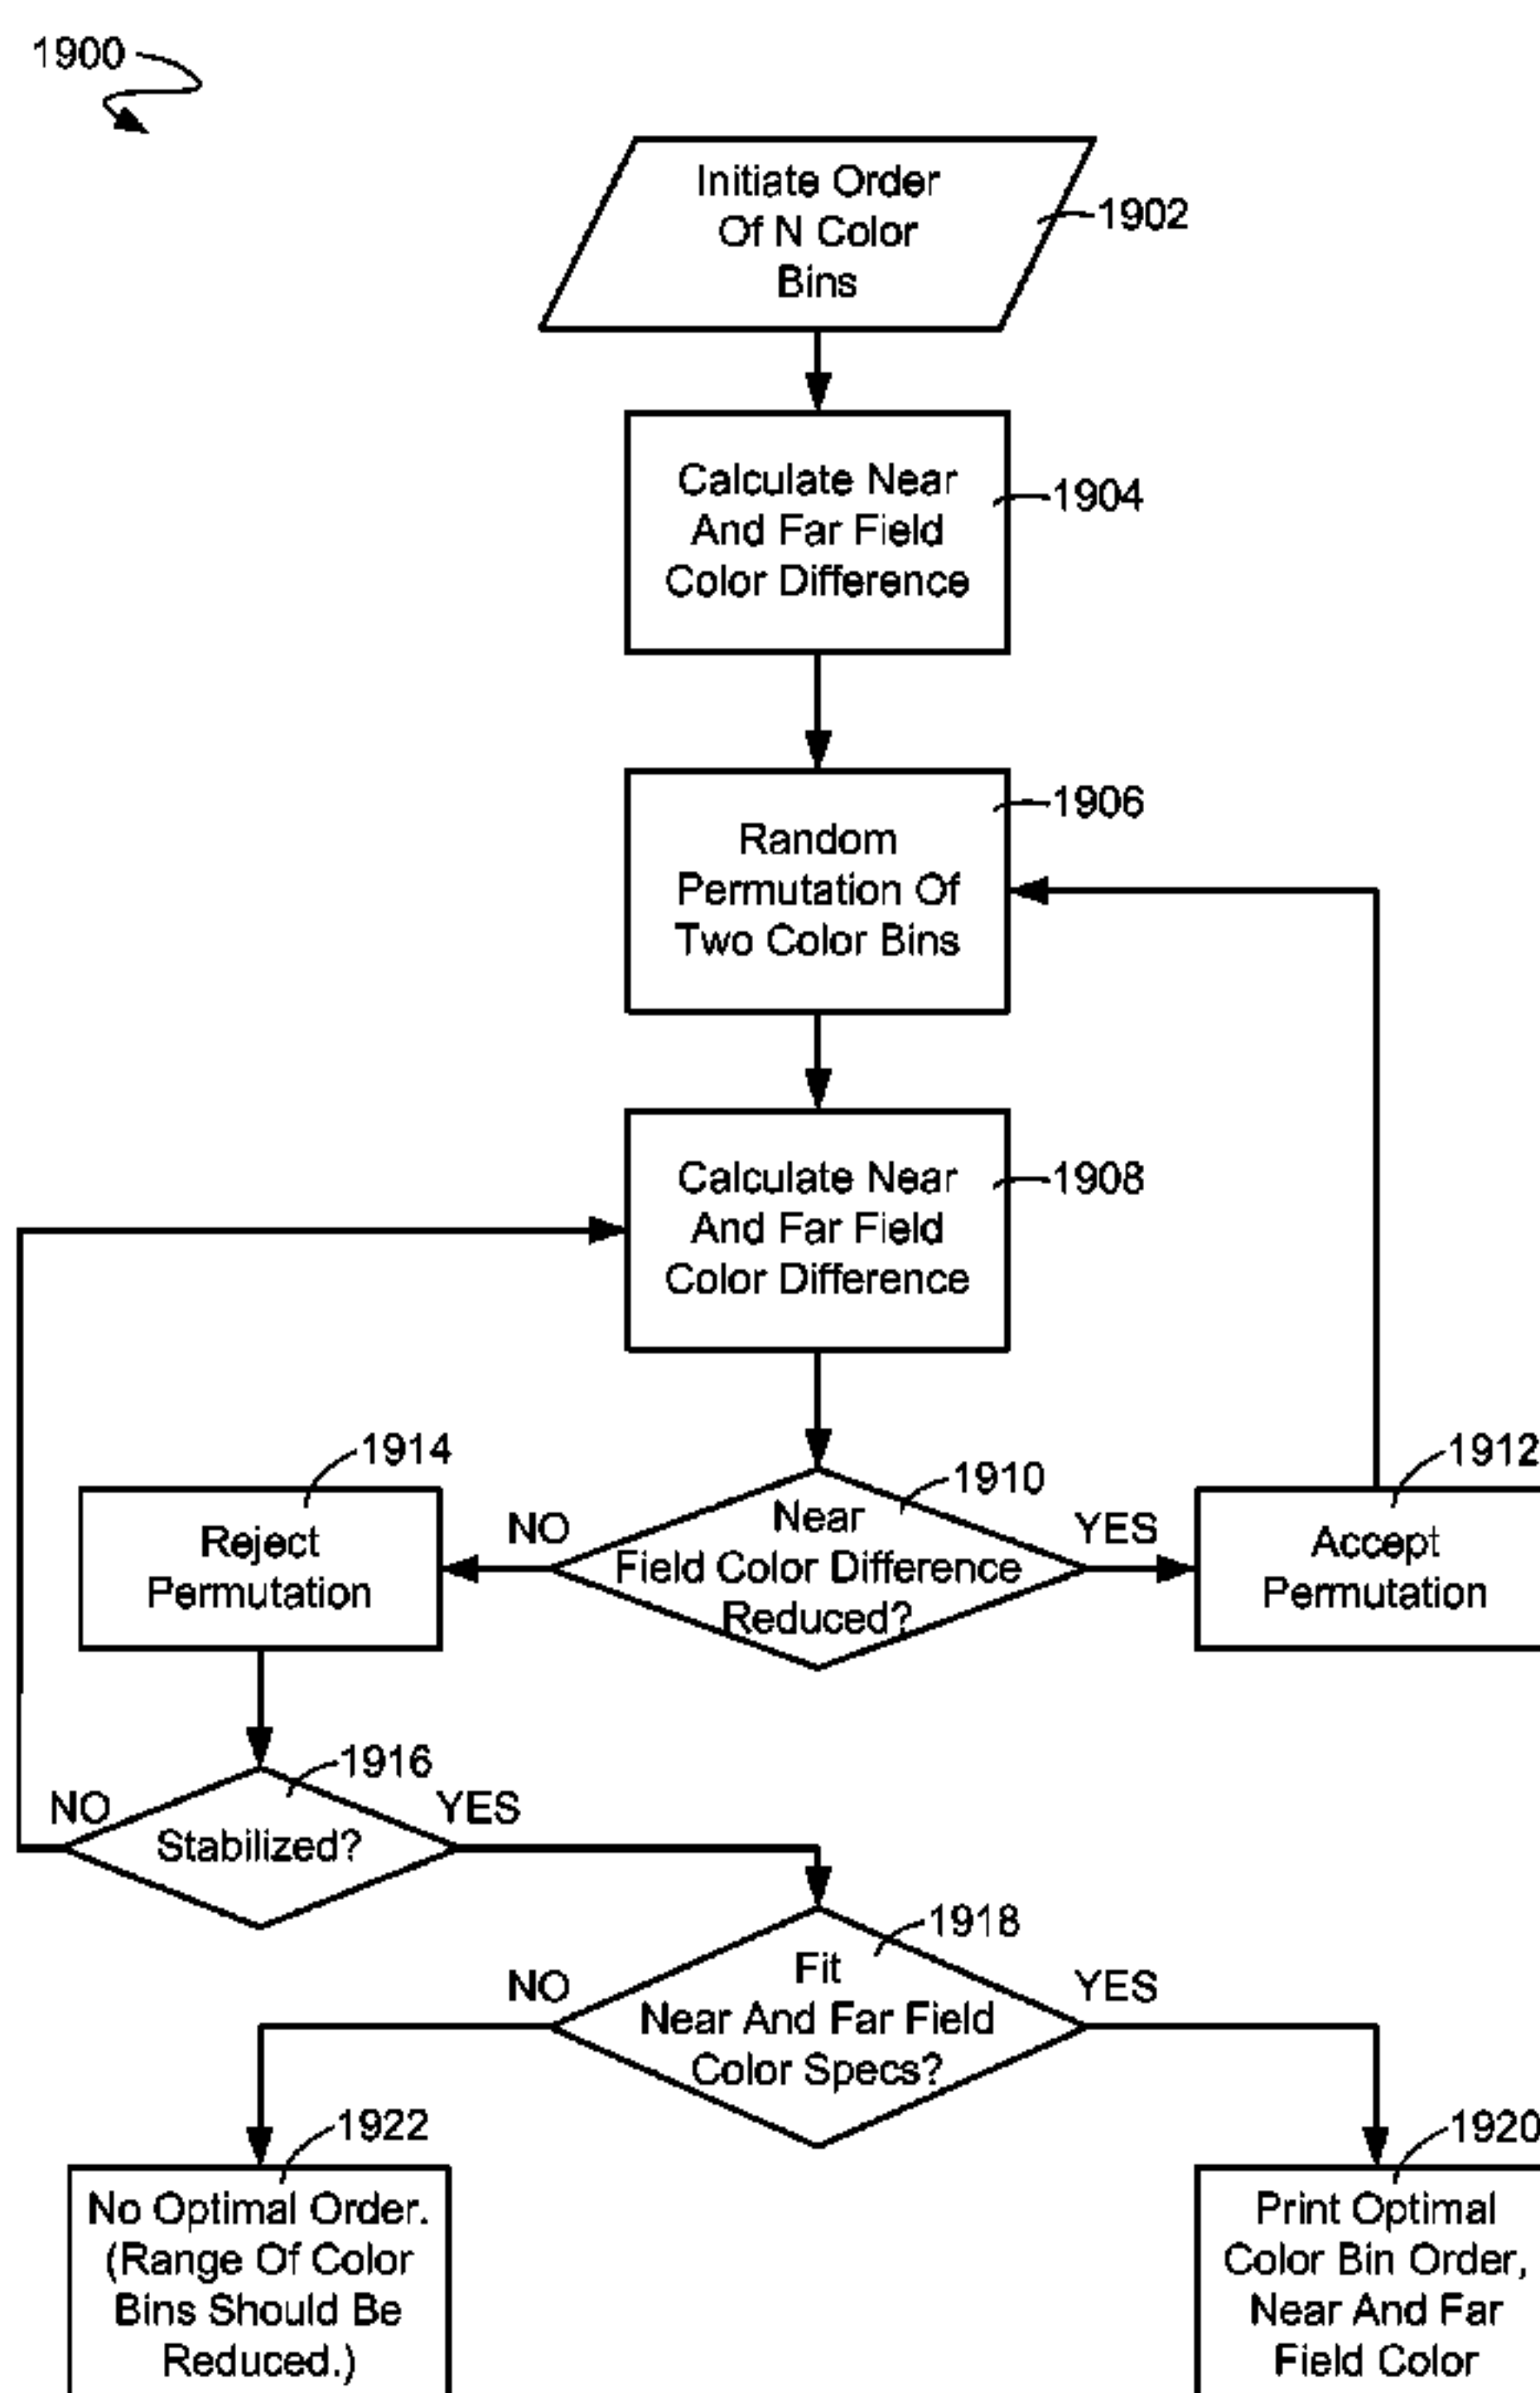 1900
Initiate Order
Of N Color
Bins
1902
Calculate Near
And Far Field
Color Difference
1904
Random
Permutation Of
Two Color Bins
1906
Calculate Near
And Far Field
Color Difference
1908
1914
Reject
Permutation
NO
1910
Near
Field Color Difference
Reduced?
YES
1912
Accept
Permutation
1916
NO
Stabilized?
YES
1918
NO
Fit
Near And Far Field
Color Specs?
YES
1922
No Optimal Order.
(Range Of Color
Bins Should Be
Reduced.)
1920
Print Optimal
Color Bin Order,
Near And Far
Field Color